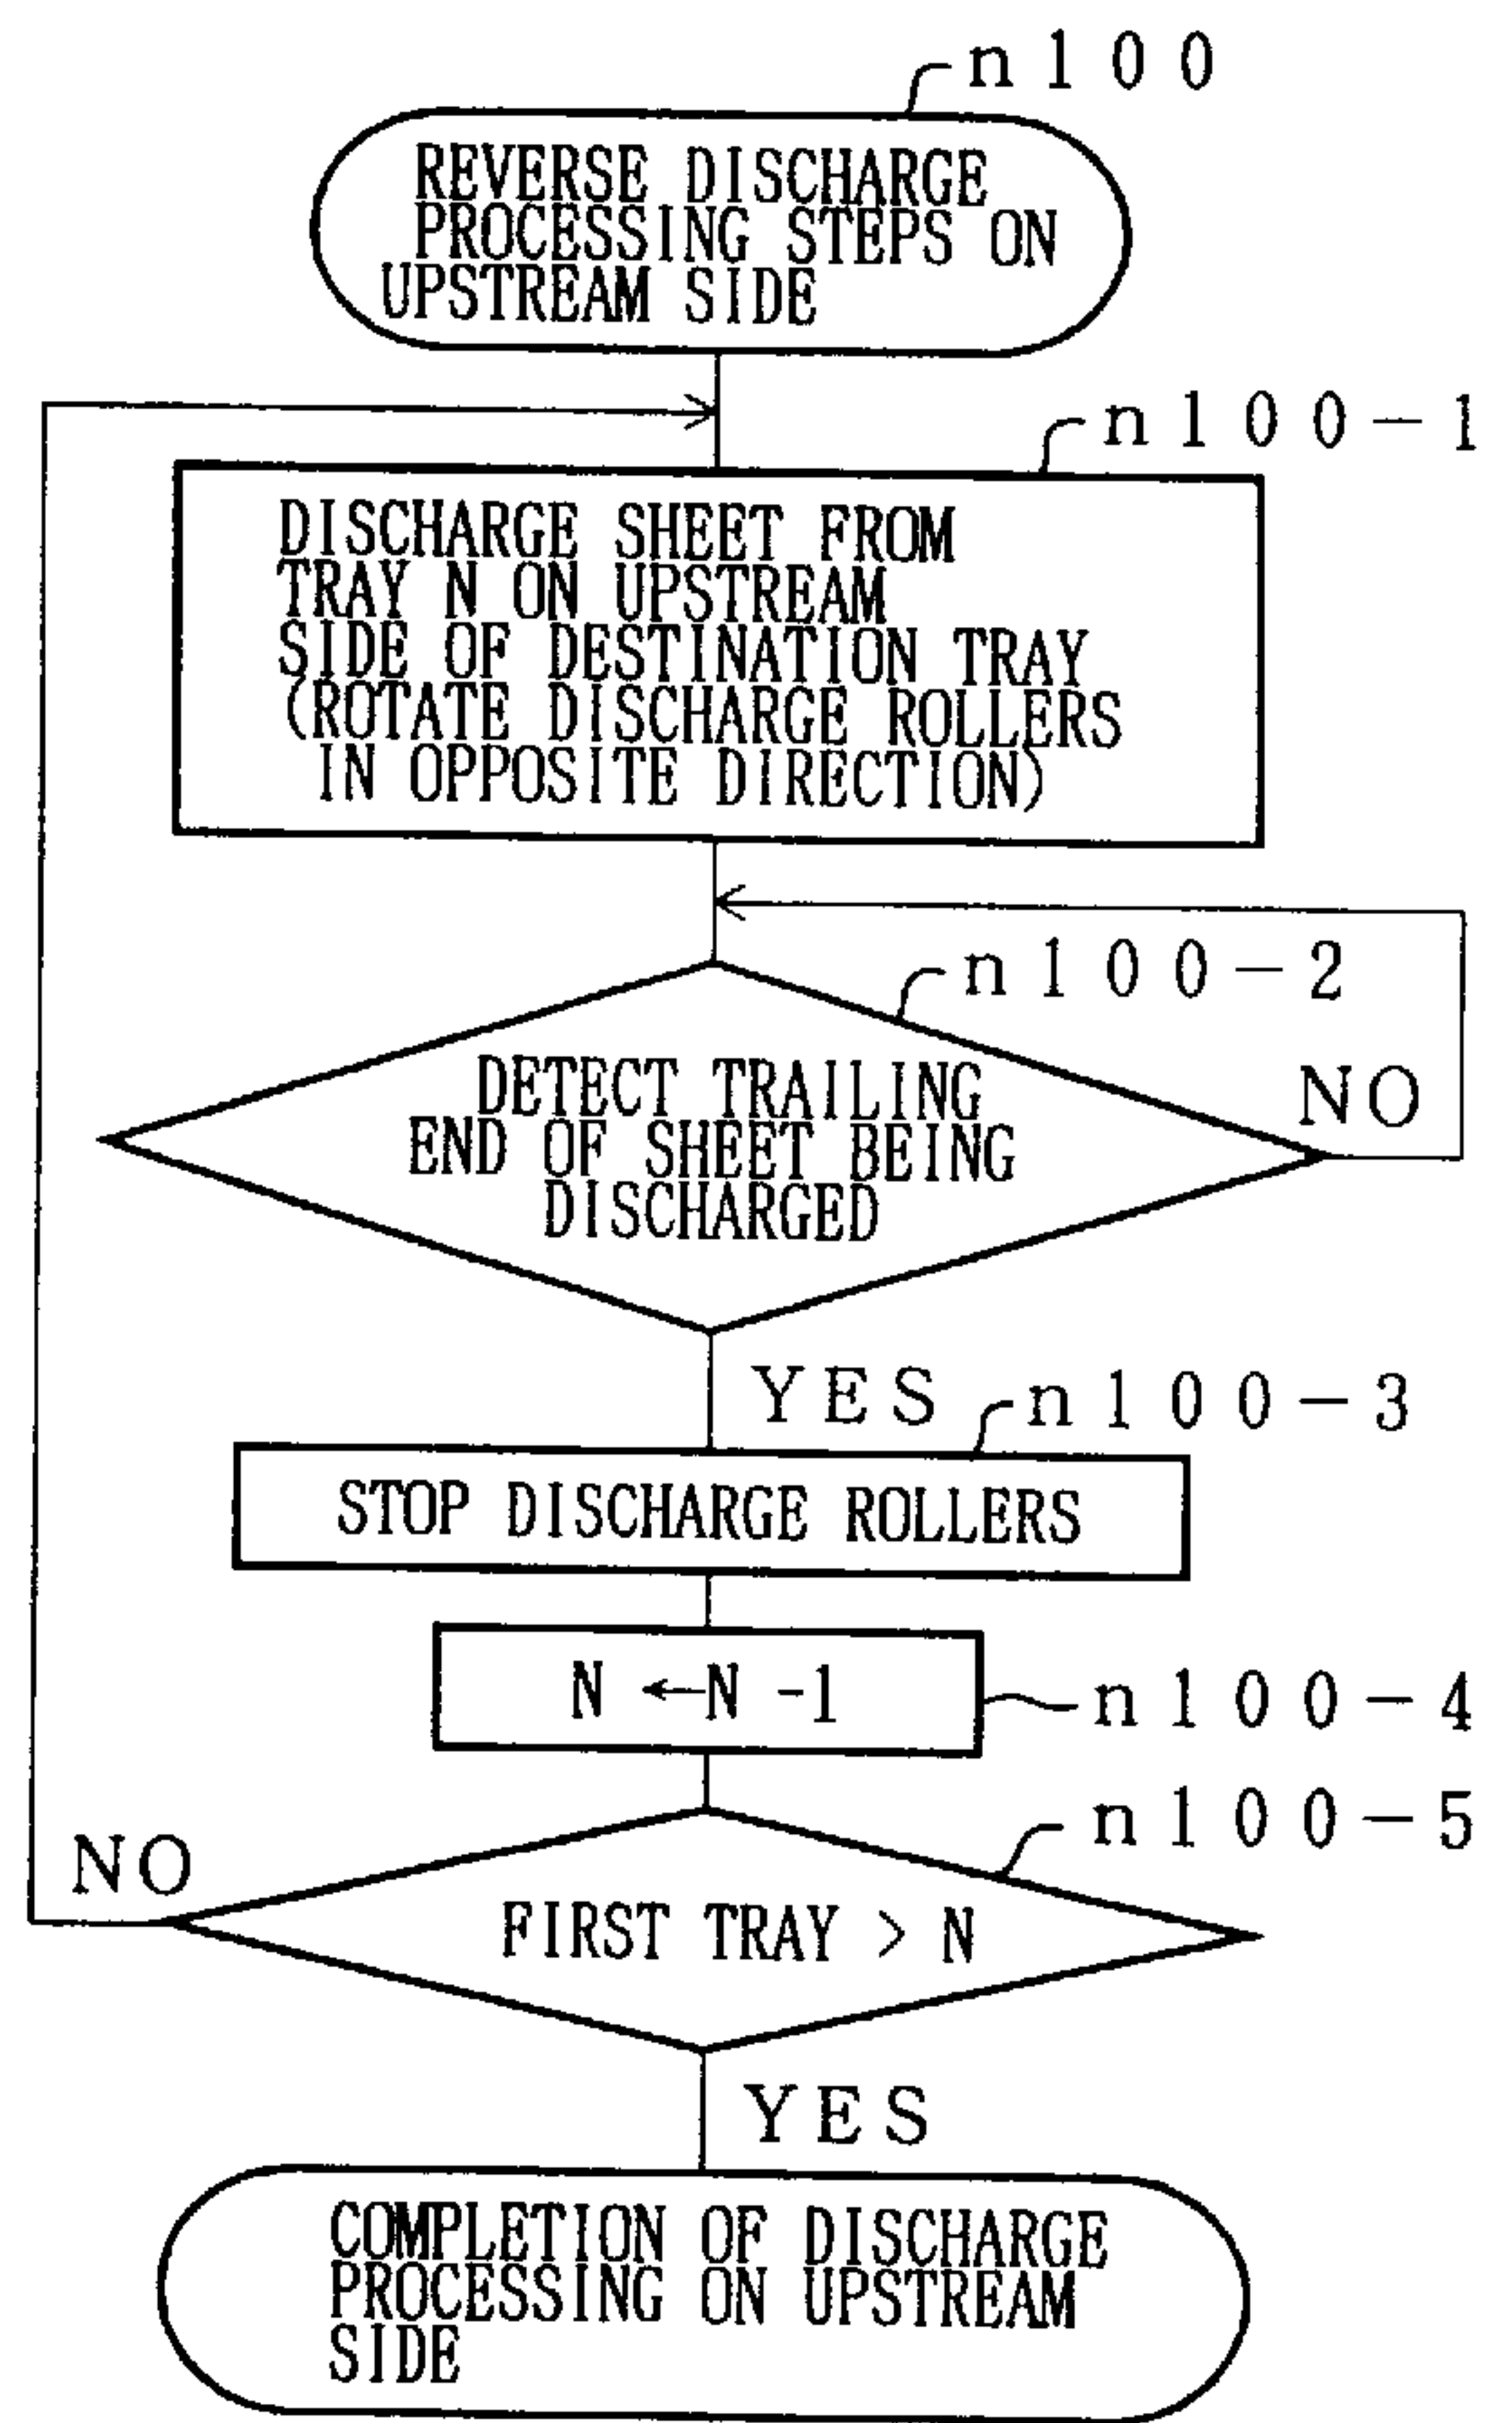 n100
REVERSE DISCHARGE
PROCESSING STEPS ON
UPSTREAM SIDE
n100-1
DISCHARGE SHEET FROM
TRAY N ON UPSTREAM
SIDE OF DESTINATION TRAY
(ROTATE DISCHARGE ROLLERS
IN OPPOSITE DIRECTION)
n100-2
DETECT TRAILING
END OF SHEET BEING
DISCHARGED
NO
YES
n100-3
STOP DISCHARGE ROLLERS
N ←N -1
n100-4
n100-5
NO
FIRST TRAY > N
YES
COMPLETION OF DISCHARGE
PROCESSING ON UPSTREAM
SIDE